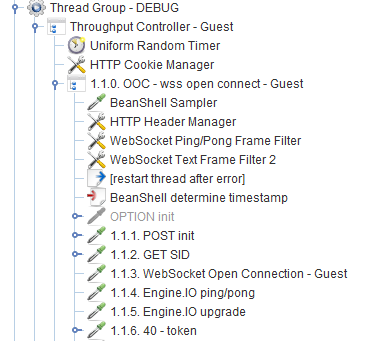 Thread Group - DEBUG
Throughput Controller - Guest
Uniform Random Timer
HTTP Cookie Manager
1.1.0. OOC - wss open connect - Guest
BeanShell Sampler
HTTP Header Manager
WebSocket Ping/Pong Frame Filter
WebSocket Text Frame Filter 2
[restart thread after error]
BeanShell determine timestamp
OPTION init
1.1.1. POST init
1.1.2. GET SID
1.1.3. WebSocket Open Connection - Guest
1.1.4. Engine.IO ping/pong
1.1.5. Engine.IO upgrade
1.1.6. 40 - token